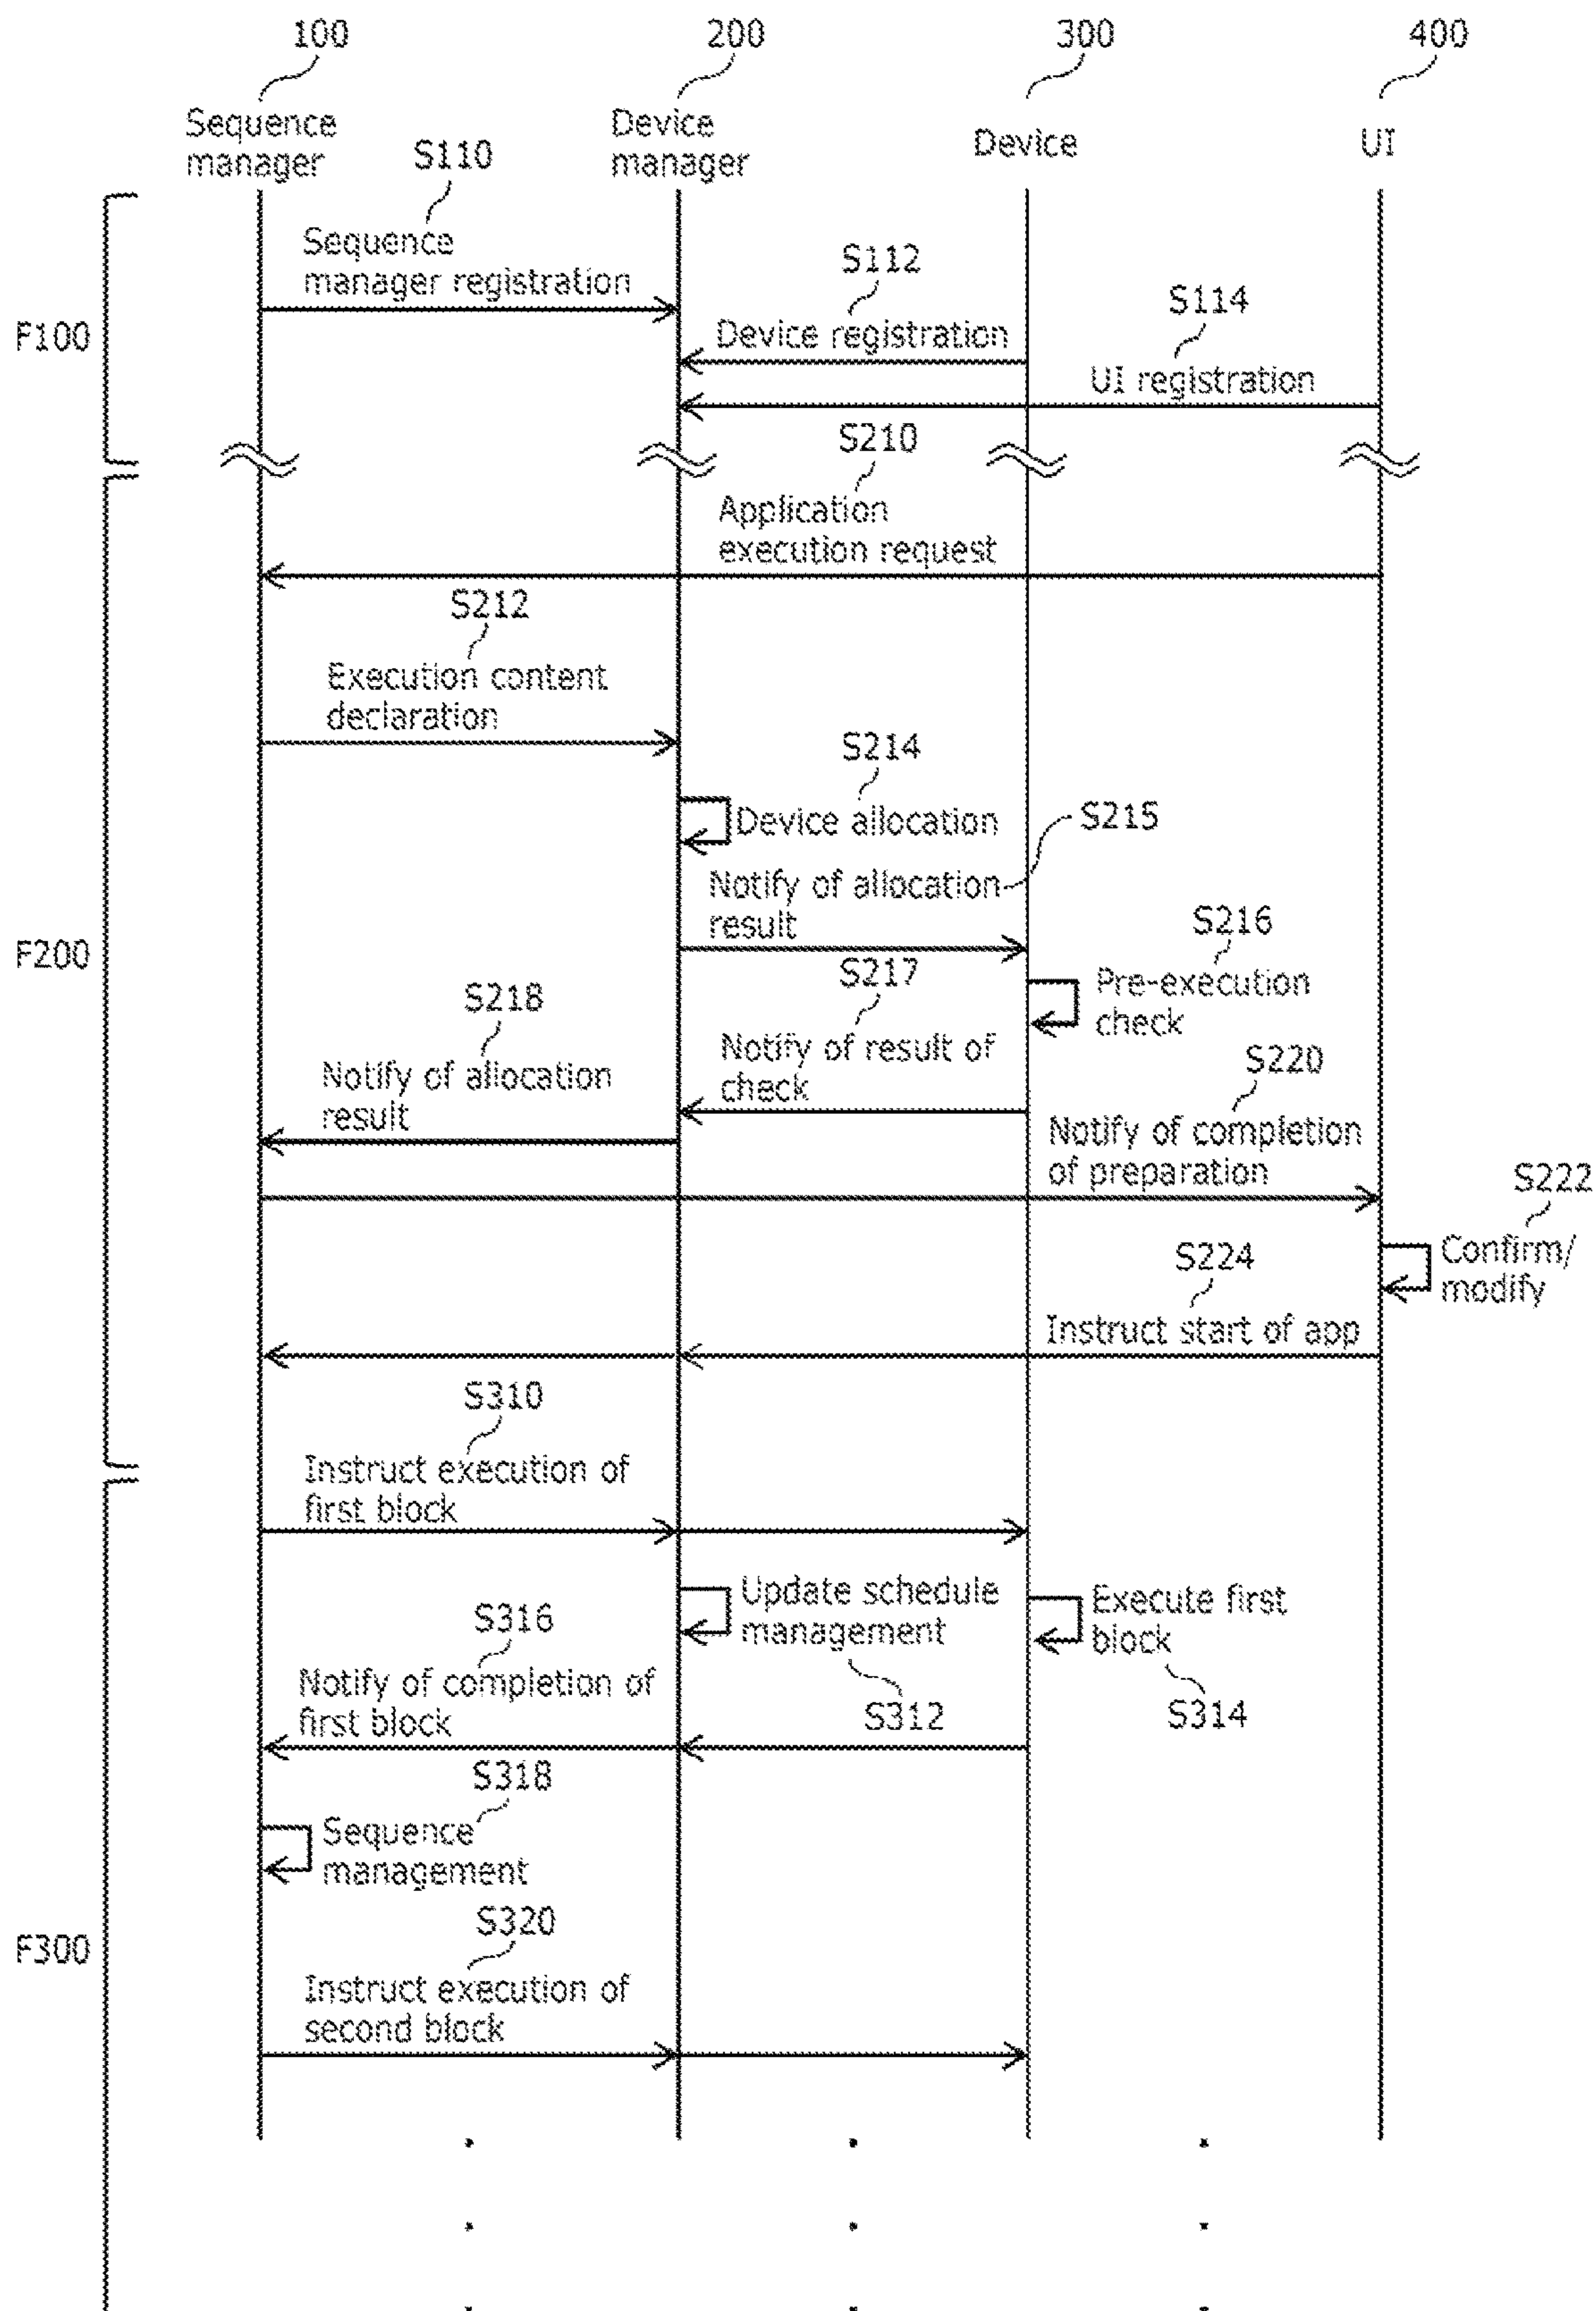 100
200
300
400
Sequence
manager
Device
manager
Device
UI
S110
Sequence
manager registration
S112
Device registration
S114
UI registration
F100
S210
Application
execution request
S212
Execution content
declaration
S214
Device allocation
S215
Notify of allocation
result
S216
Pre-execution
check
F200
S217
Notify of result of
check
S218
Notify of allocation
result
S220
Notify of completion
of preparation
S222
Confirm/
modify
S224
Instruct start of app
S310
Instruct execution of
first block
Update schedule
management
S312
Execute first
block
S314
S316
Notify of completion of
first block
S318
Sequence
management
F300
S320
Instruct execution of
second block